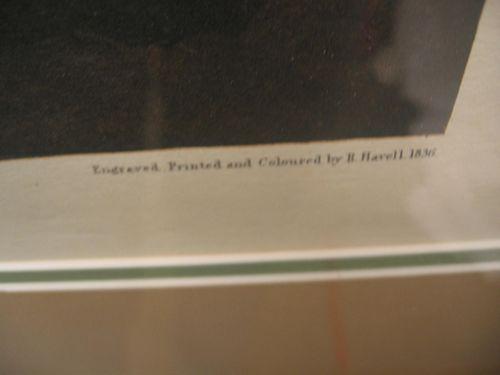 Engraved, Printed and Coloured by R. Havell. 1836.